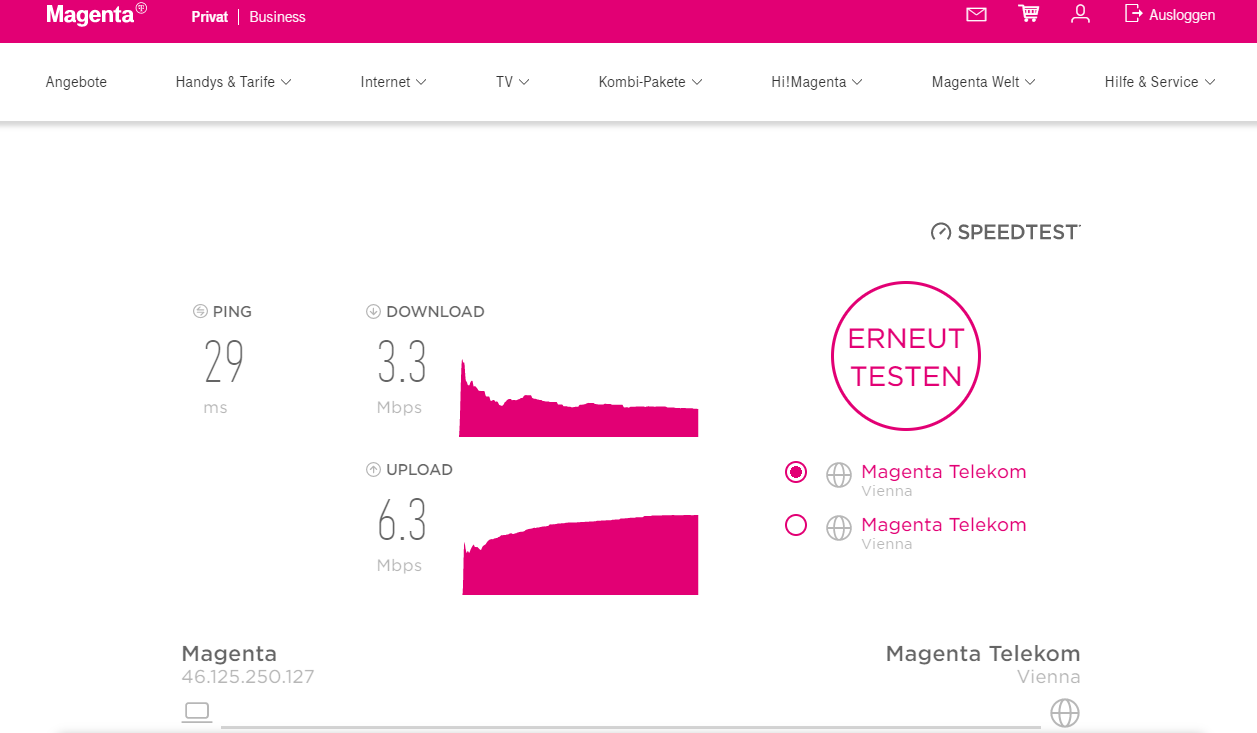 Magenta
Privat | Business
Ausloggen
Angebote
Handys & Tarife
Internet
TV
Kombi-Pakete
Hi!Magenta
Magenta Welt
Hilfe & Service
SPEEDTEST
PING
29
ms
DOWNLOAD
3.3
Mbps
UPLOAD
6.3
Mbps
ERNEUT
TESTEN
Magenta Telekom
Vienna
Magenta Telekom
Vienna
Magenta
46.125.250.127
Magenta Telekom
Vienna